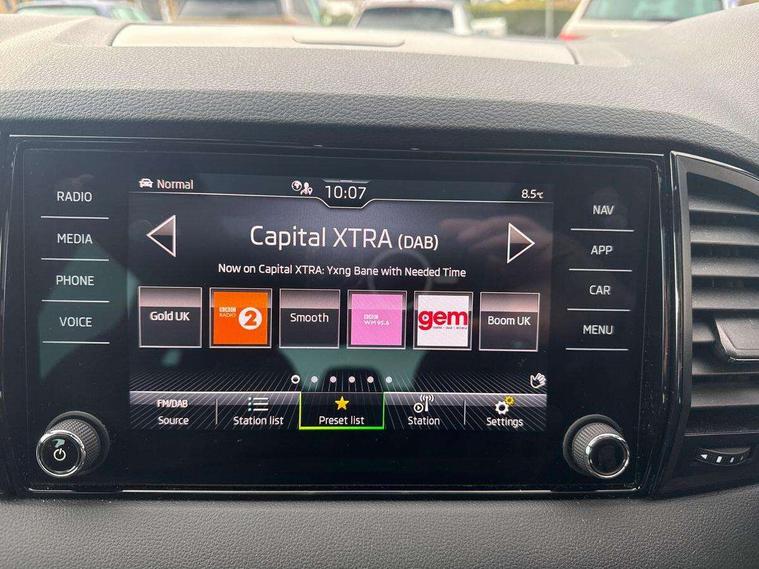 Normal
10:07
8.5°C
RADIO
MEDIA
PHONE
VOICE
NAV
APP
CAR
MENU
Capital XTRA (DAB)
Now on Capital XTRA: Yxng Bane with Needed Time
Gold UK
BBC
RADIO
2
Smooth
BBC
WM 95.6
gem
Boom UK
FM/DAB
Source
Station list
Preset list
Station
Settings